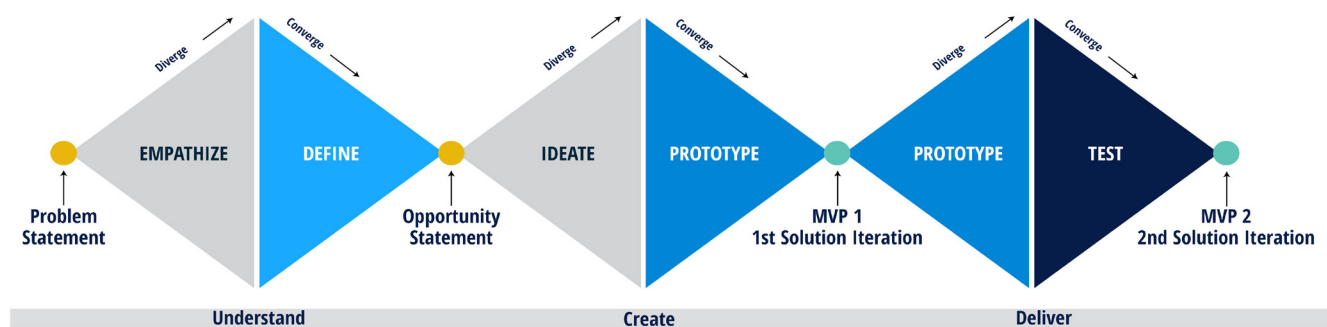 Diverge
Converge
Diverge
Converge
Diverge
Converge
EMPATHIZE
DEFINE
IDEATE
PROTOTYPE
PROTOTYPE
TEST
Problem
Statement
Opportunity
Statement
MVP 1
1st Solution Iteration
MVP 2
2nd Solution Iteration
Understand
Create
Deliver